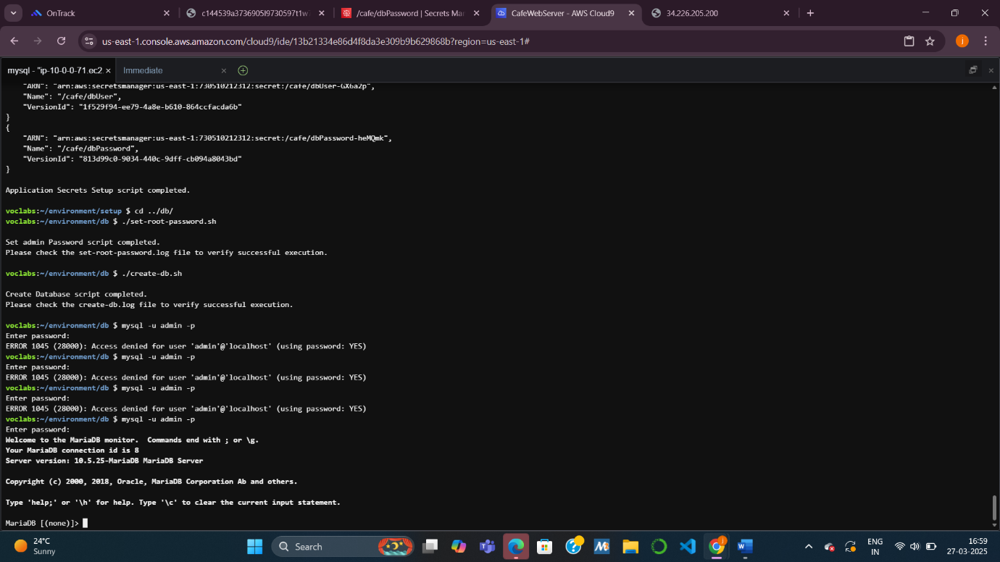 OnTrack
c144539a3736905l9730597t1w7
/cafe/dbPassword | Secrets Ma
CafeWebServer - AWS Cloud9
34.226.205.200
us-east-1.console.aws.amazon.com/cloud9/ide/13b21334e86d4f8da3e309b9b629868b?region=us-east-1#
j
mysql - "ip-10-0-0-71.ec2.
Immediate
"ARN": "arn:aws:secretsmanager:us-east-1:730510212312:secret:/cafe/dbUser-GX6a2p",
"Name": "/cafe/dbUser",
"VersionId": "1f529f94-ee79-4a8e-b610-864ccfacda6b"
}
{
"ARN": "arn:aws:secretsmanager:us-east-1:730510212312:secret:/cafe/dbPassword-heMQmk",
"Name": "/cafe/dbPassword",
"VersionId": "813d99c0-9034-440c-9dff-cb094a8043bd"
}
Application Secrets Setup script completed.
voclabs:~/environment/setup $ cd ../db/
voclabs:~/environment/db $ ./set-root-password.sh
Set admin Password script completed.
Please check the set-root-password.log file to verify successful execution.
voclabs:~/environment/db $ ./create-db.sh
Create Database script completed.
Please check the create-db.log file to verify successful execution.
voclabs:~/environment/db $ mysql -u admin -p
Enter password:
ERROR 1045 (28000): Access denied for user 'admin'@'localhost' (using password: YES)
voclabs:~/environment/db $ mysql -u admin -p
Enter password:
ERROR 1045 (28000): Access denied for user 'admin'@'localhost' (using password: YES)
voclabs:~/environment/db $ mysql -u admin -p
Enter password:
ERROR 1045 (28000): Access denied for user 'admin'@'localhost' (using password: YES)
voclabs:~/environment/db $ mysql -u admin -p
Enter password:
Welcome to the MariaDB monitor.  Commands end with ; or \g.
Your MariaDB connection id is 8
Server version: 10.5.25-MariaDB MariaDB Server
Copyright (c) 2000, 2018, Oracle, MariaDB Corporation Ab and others.
Type 'help;' or '\h' for help. Type '\c' to clear the current input statement.
MariaDB [(none)]>
24°C
Sunny
Search
ENG
IN
16:59
27-03-2025